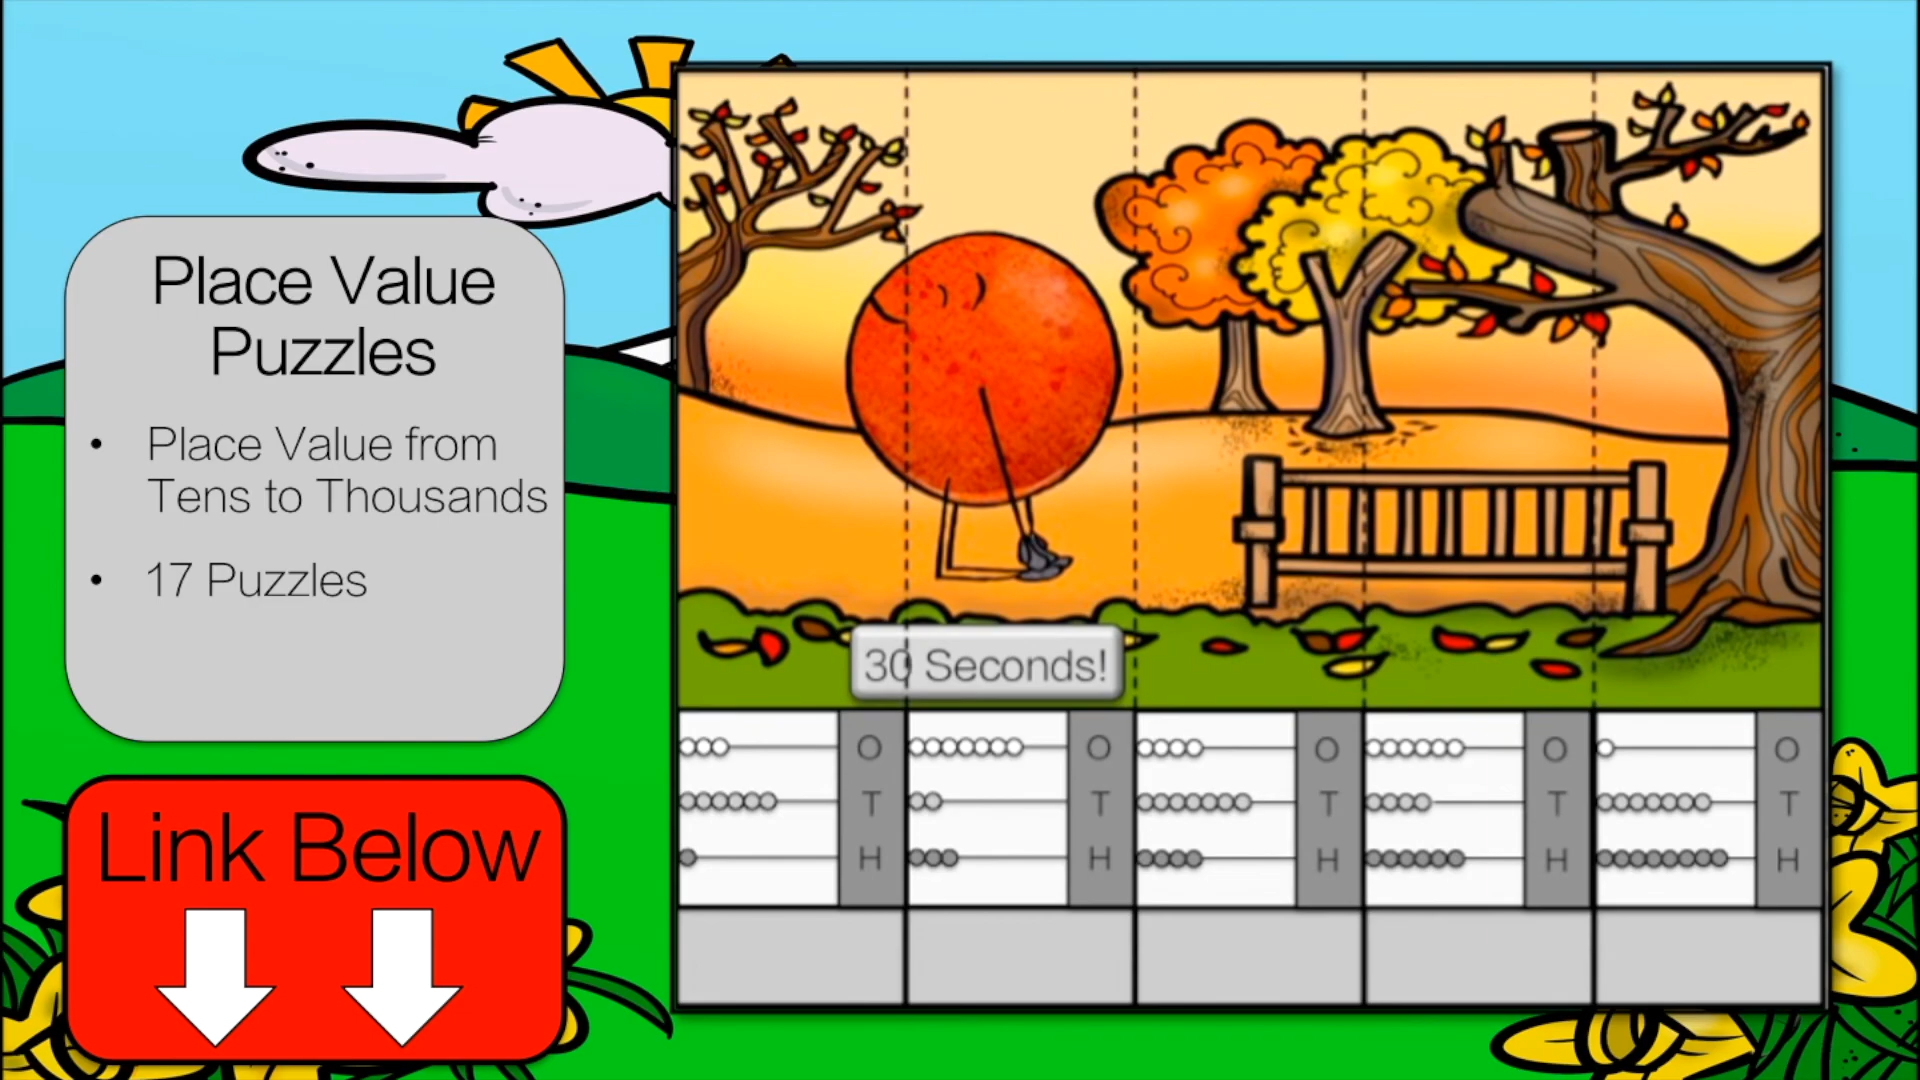 Place Value
Puzzles
• Place Value from
Tens to Thousands
• 17 Puzzles
Link Below
30 Seconds!
O O O O O
T T T T T
H H H H H